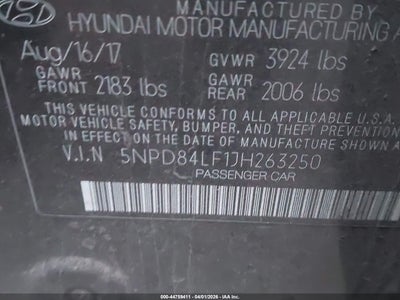 MANUFACTURED BY
HYUNDAI MOTOR MANUFACTURING A
Aug/16/17
GVWR 3924 lbs
GAWR
FRONT 2183 lbs
GAWR
REAR 2006 lbs
THIS VEHICLE CONFORMS TO ALL APPLICABLE U.S.A.
MOTOR VEHICLE SAFETY, BUMPER, AND THEFT PREVENTION
IN EFFECT ON THE DATE OF MANUFACTURE SHOWN A
V.I.N 5NPD84LF1JH263250
PASSENGER CAR
000-44759411 - 04/01/2026 - IAA Inc.